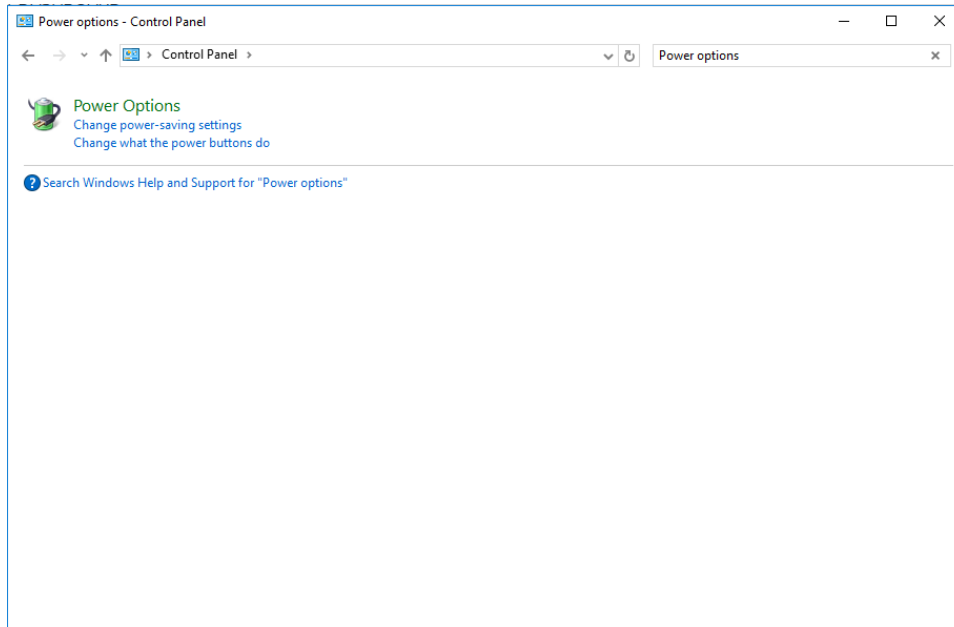 Power options - Control Panel
Control Panel
Power options
Power Options
Change power-saving settings
Change what the power buttons do
Search Windows Help and Support for "Power options"